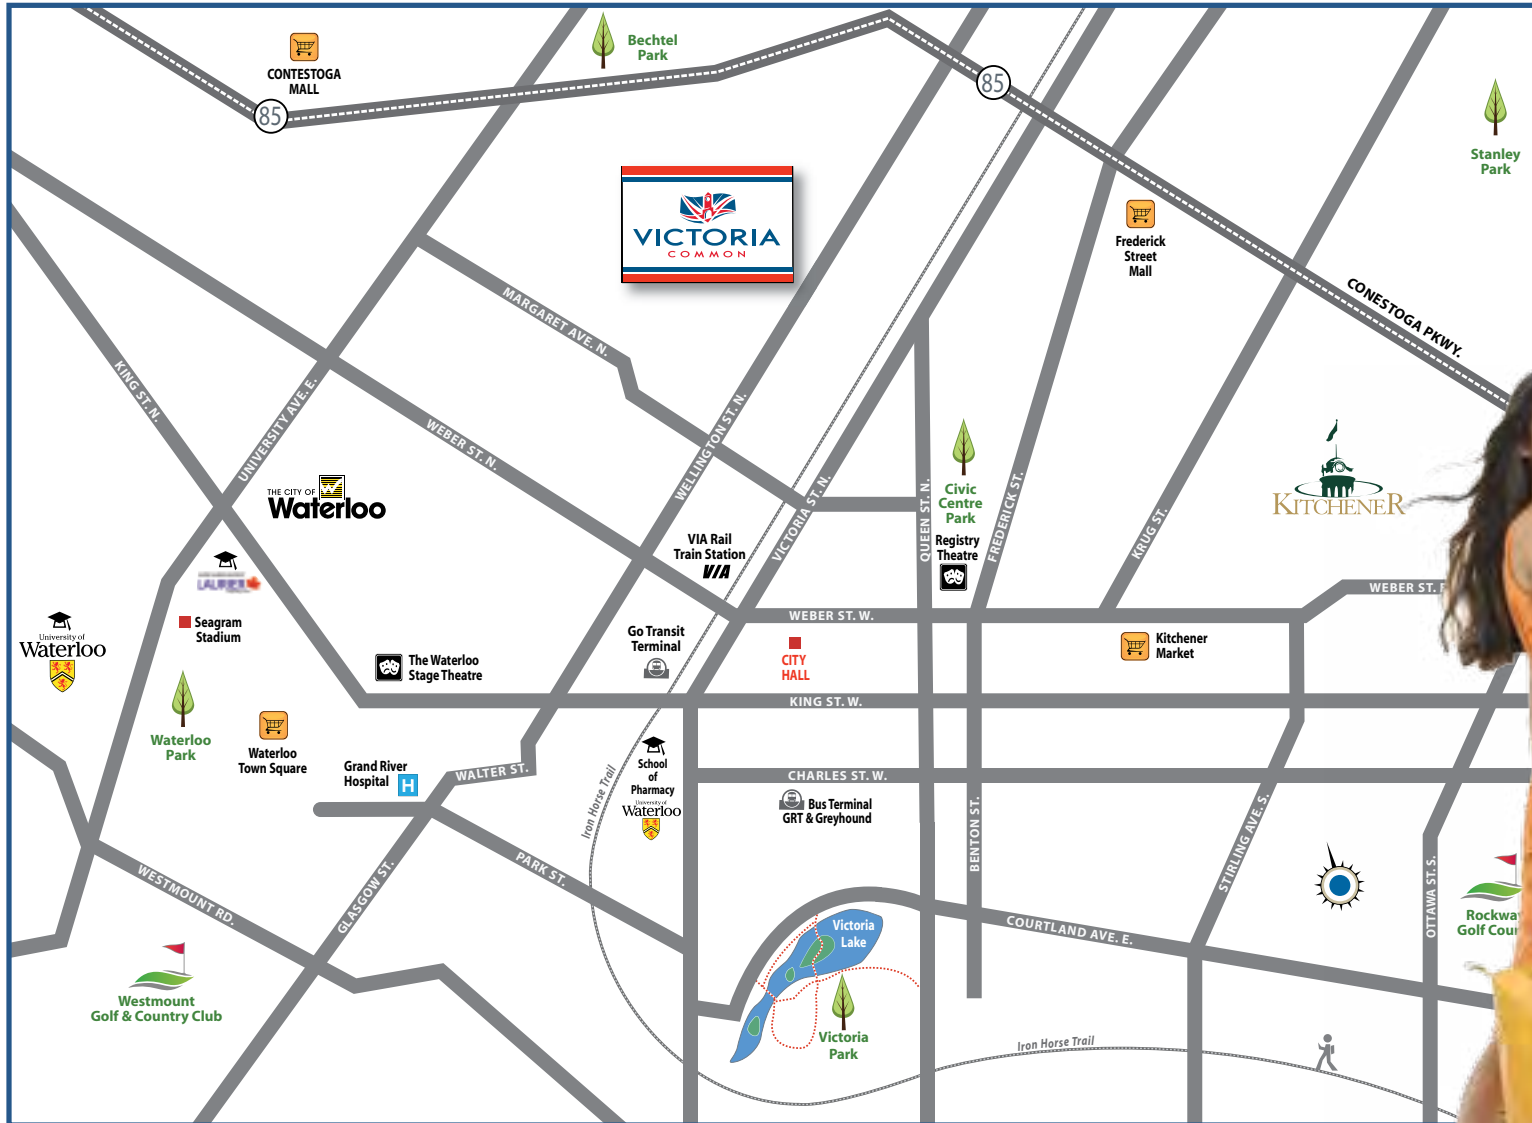 Bechtel
Park
CONTESTOGA
MALL
85
85
Stanley
Park
VICTORIA
COMMON
Frederick
Street
Mall
CONESTOGA PKWY.
MARGARET AVE. N.
KING ST. N.
UNIVERSITY AVE. E.
WEBER ST. N.
WELLINGTON ST. N.
THE CITY OF
Waterloo
VICTORIA ST. N.
QUEEN ST. N.
Civic
Centre
Park
FREDERICK ST.
KRUG ST.
KITCHENER
VIA Rail
Train Station
VIA
Registry
Theatre
LAURIER
WEBER ST.
WEBER ST. W.
Seagram
Stadium
University of
Waterloo
Go Transit
Terminal
CITY
HALL
Kitchener
Market
The Waterloo
Stage Theatre
KING ST. W.
Waterloo
Park
Waterloo
Town Square
Grand River
Hospital
H
WALTER ST.
Iron Horse Trail
School
of
Pharmacy
University of
Waterloo
CHARLES ST. W.
Bus Terminal
GRT & Greyhound
BENTON ST.
STIRLING AVE. S.
OTTAWA ST. S.
WESTMOUNT RD.
GLASGOW ST.
PARK ST.
Victoria
Lake
COURTLAND AVE. E.
Golf
Westmount
Golf & Country Club
Victoria
Park
Iron Horse Trail